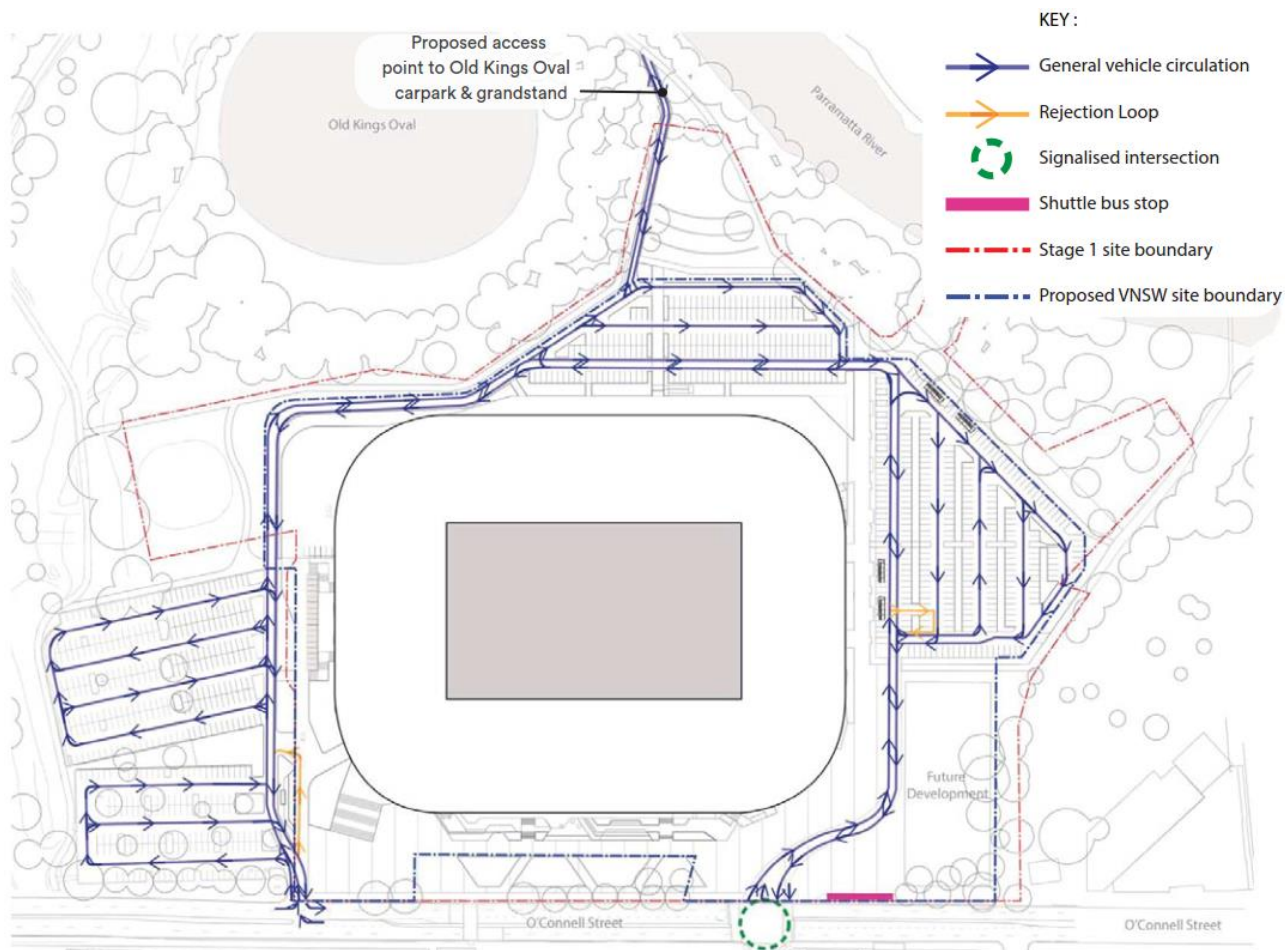 KEY :
Proposed access
point to Old Kings Oval
carpark & grandstand
General vehicle circulation
Rejection Loop
Signalised intersection
Shuttle bus stop
Stage 1 site boundary
Proposed VNSW site boundary
Old Kings Oval
Parramatta River
Future
Development
O'Connell Street
O'Connell Street